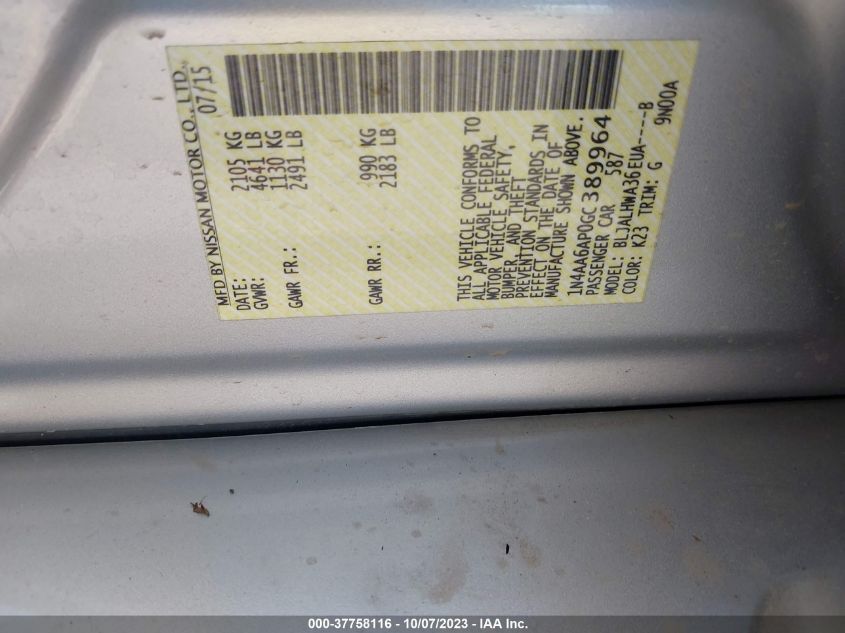 MFD BY NISSAN MOTOR CO., LTD.
DATE: 07/15
GVWR: 2105 KG
4641 LB
GAWR FR.: 1130 KG
2491 LB
GAWR RR.: 990 KG
2183 LB
THIS VEHICLE CONFORMS TO
ALL APPLICABLE FEDERAL
MOTOR VEHICLE SAFETY,
BUMPER, AND THEFT
PREVENTION STANDARDS IN
EFFECT ON THE DATE OF
MANUFACTURE SHOWN ABOVE.
1N4AA6AP0GC389964
PASSENGER CAR 587
MODEL: BLJALHWA36EUA----B
COLOR: K23 TRIM: G 9N00A
000-37758116 - 10/07/2023 - IAA Inc.